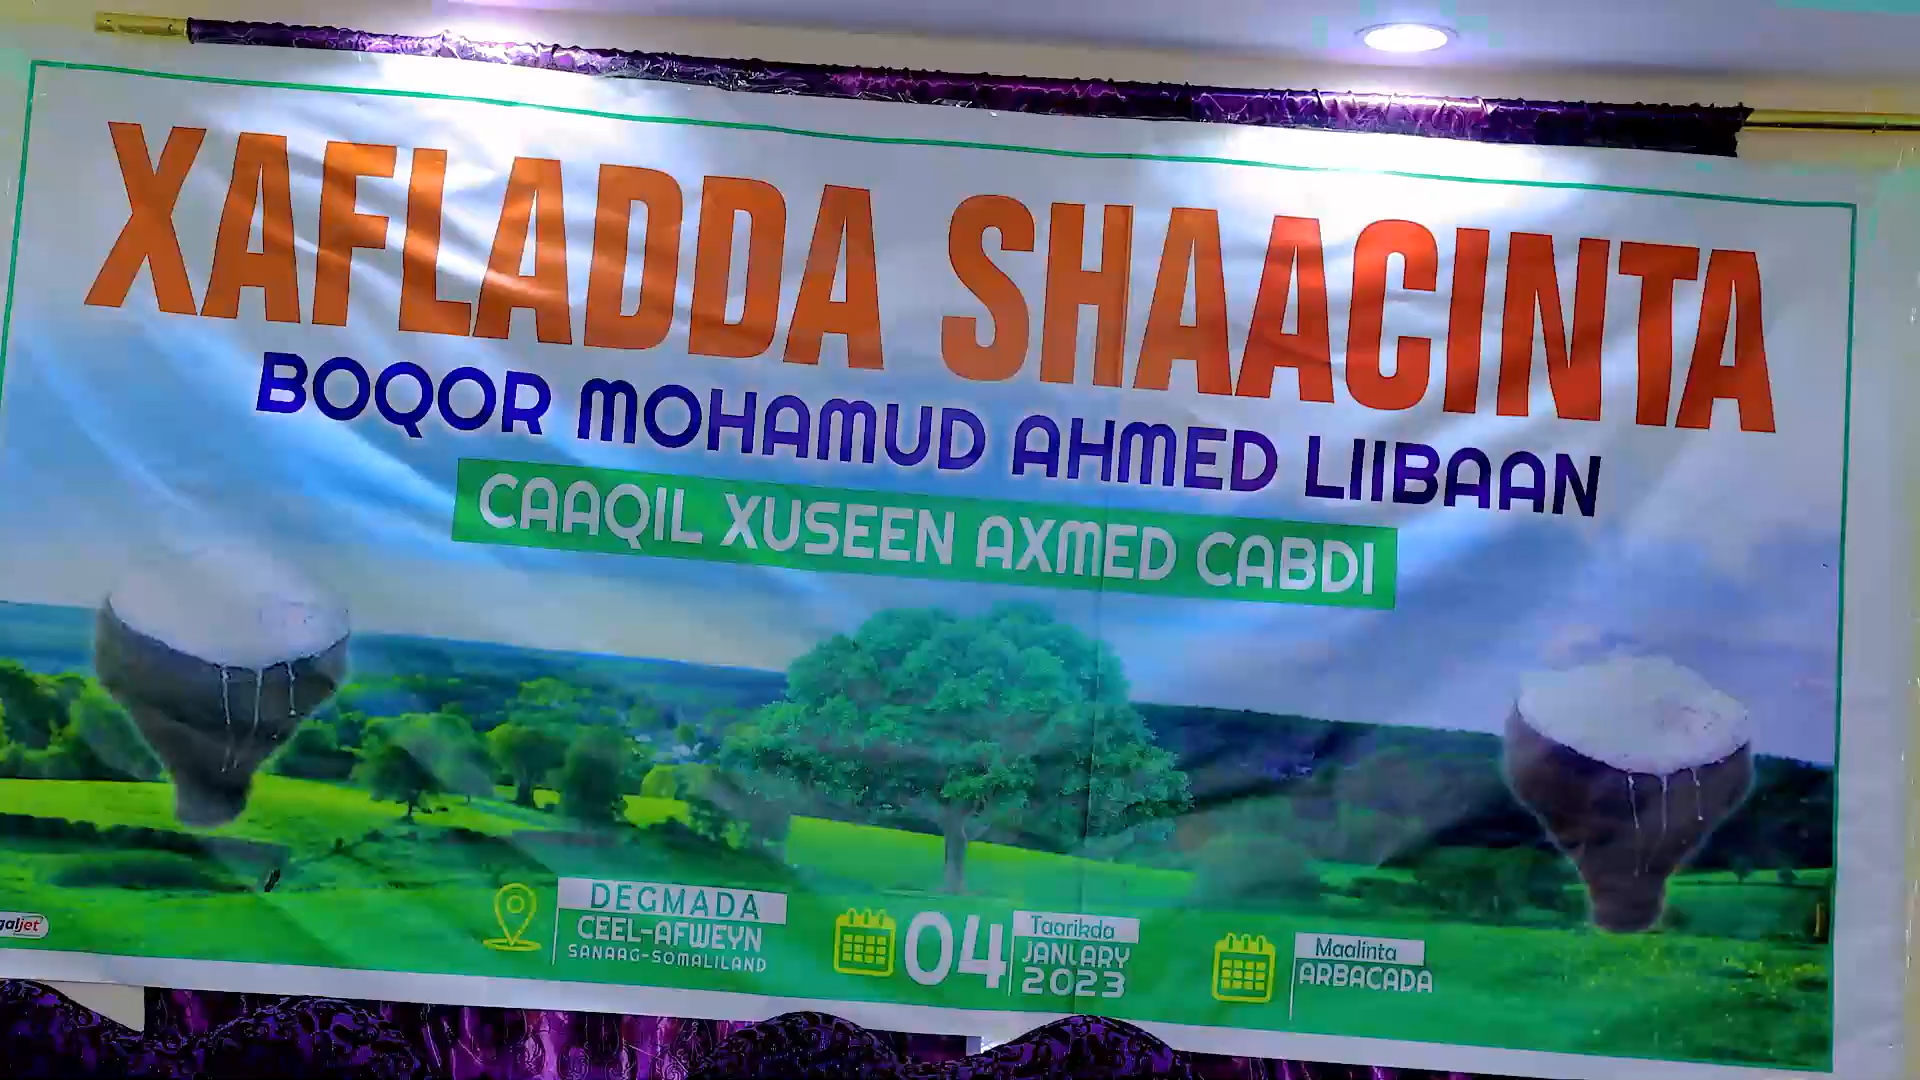 XAFLADDA SHAACINTA
BOQOR MOHAMUD AHMED LIIBAAN
CAAQIL XUSEEN AXMED CABDI
DEGMADA
CEEL-AFWEYN
SANAAG-SOMALILAND
04
Taarikda
JANUARY
2023
Maalinta
ARBACADA
galjet